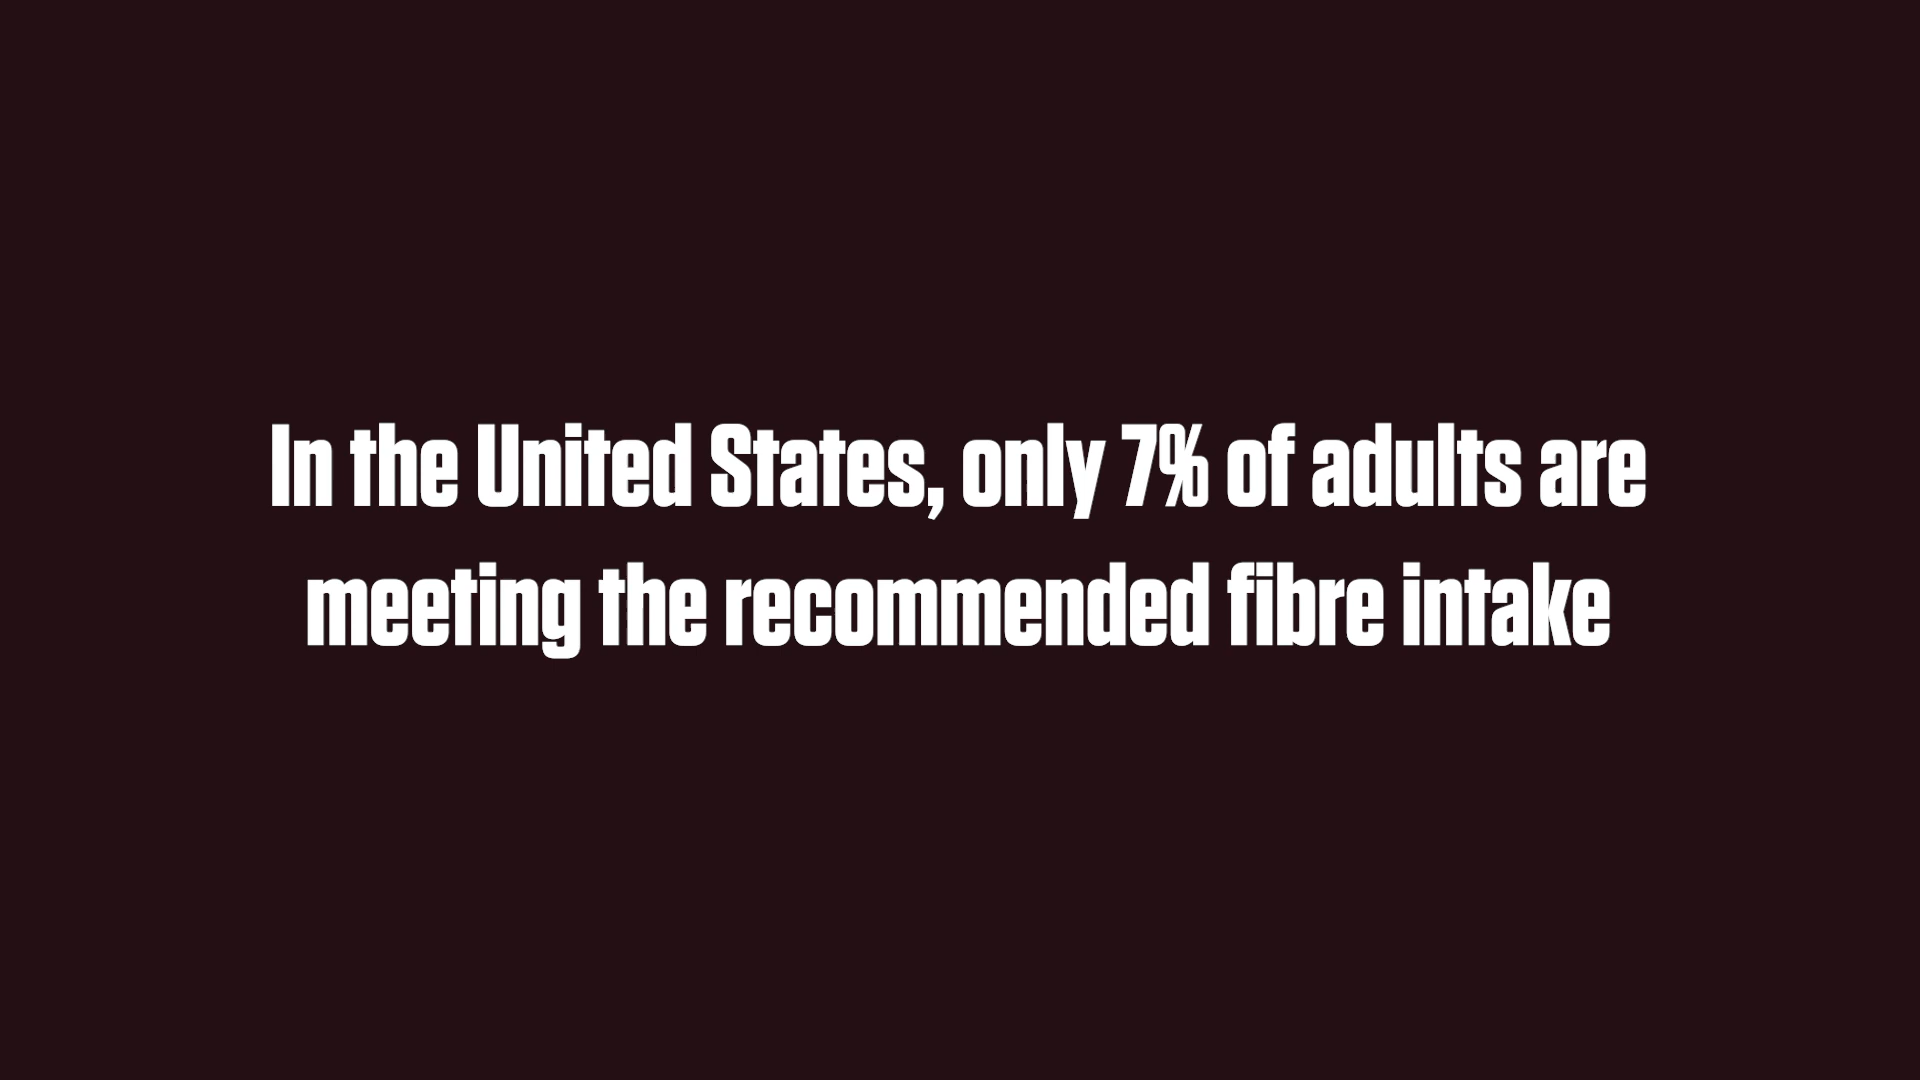 In the United States, only 7% of adults are
meeting the recommended fibre intake